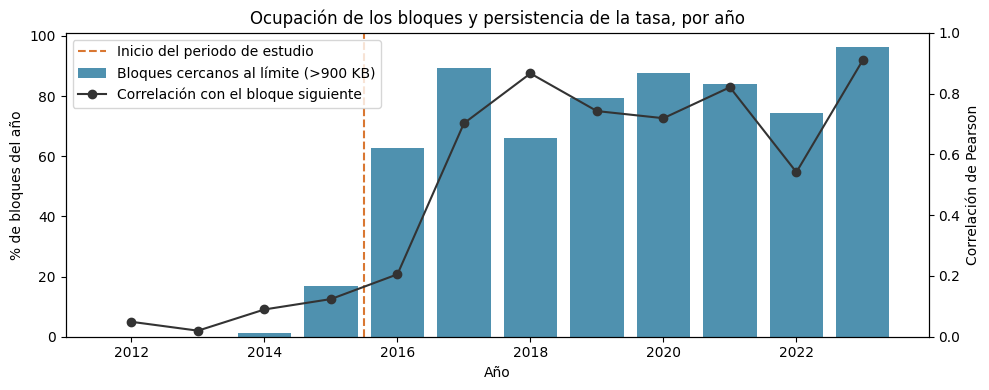 Ocupación de los bloques y persistencia de la tasa, por año
Inicio del periodo de estudio
Bloques cercanos al límite (>900 KB)
Correlación con el bloque siguiente
% de bloques del año
100
80
60
40
20
0
1.0
0.8
0.6
0.4
0.2
0.0
Correlación de Pearson
2012
2014
2016
2018
2020
2022
Año